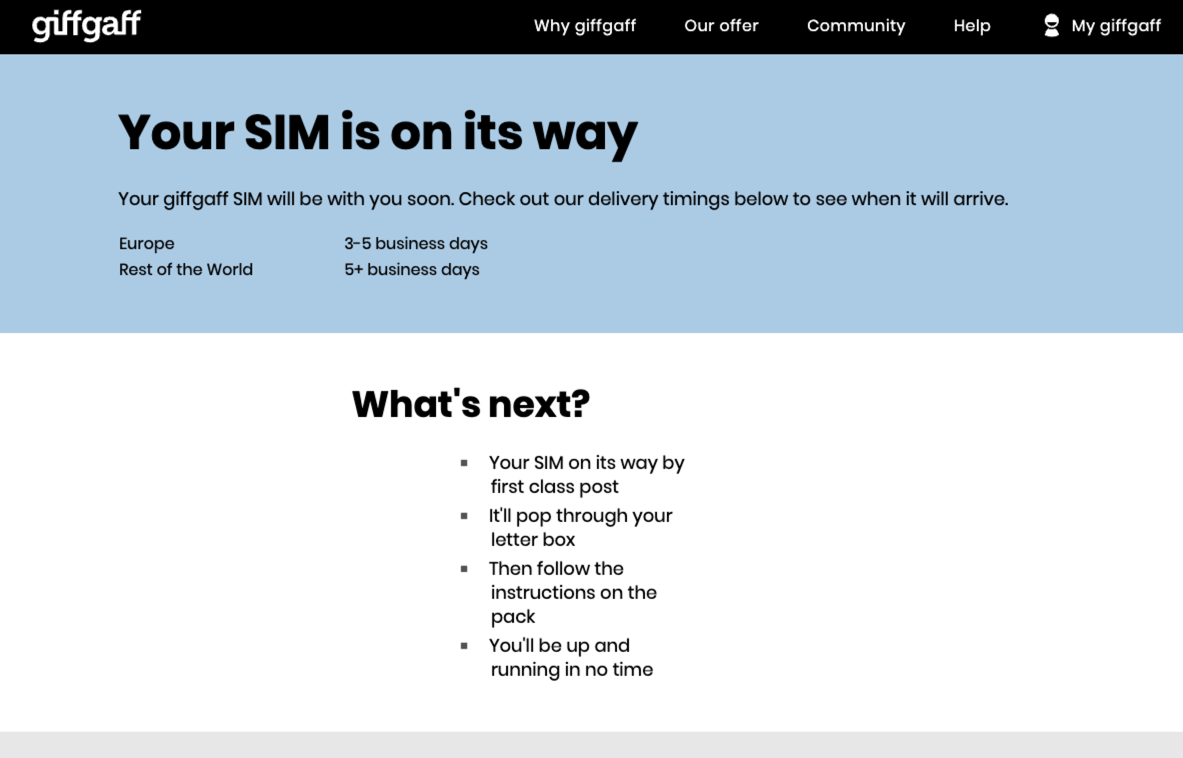 giffgaff
Why giffgaff
Our offer
Community
Help
My giffgaff
Your SIM is on its way
Your giffgaff SIM will be with you soon. Check out our delivery timings below to see when it will arrive.
Europe 3-5 business days
Rest of the World 5+ business days
What's next?
Your SIM on its way by
first class post
It'll pop through your
letter box
Then follow the
instructions on the
pack
You'll be up and
running in no time